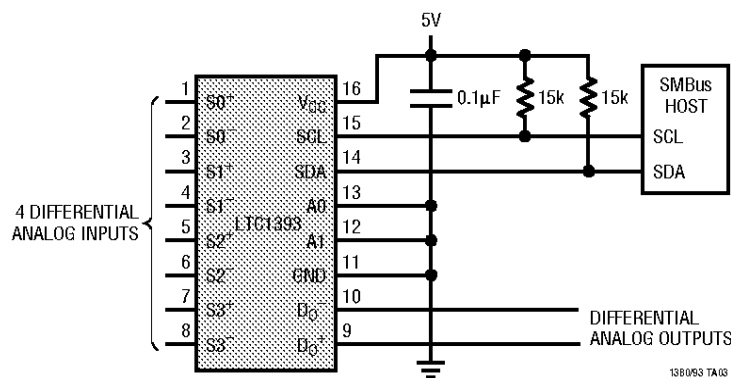 5V
1
S0+
2
S0−
3
S1+
4
S1−
5
S2+
6
S2−
7
S3+
8
S3−
4 DIFFERENTIAL
ANALOG INPUTS
LTC1393
16
VCC
15
SCL
14
SDA
13
A0
12
A1
11
GND
10
DO−
9
DO+
0.1µF
15k
15k
SMBus
HOST
SCL
SDA
DIFFERENTIAL
ANALOG OUTPUTS
1380/93 TA03